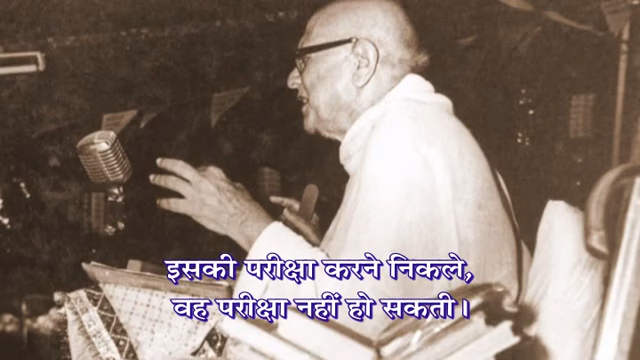 इसकी परीक्षा करने निकले,
वह परीक्षा नहीं हो सकती।